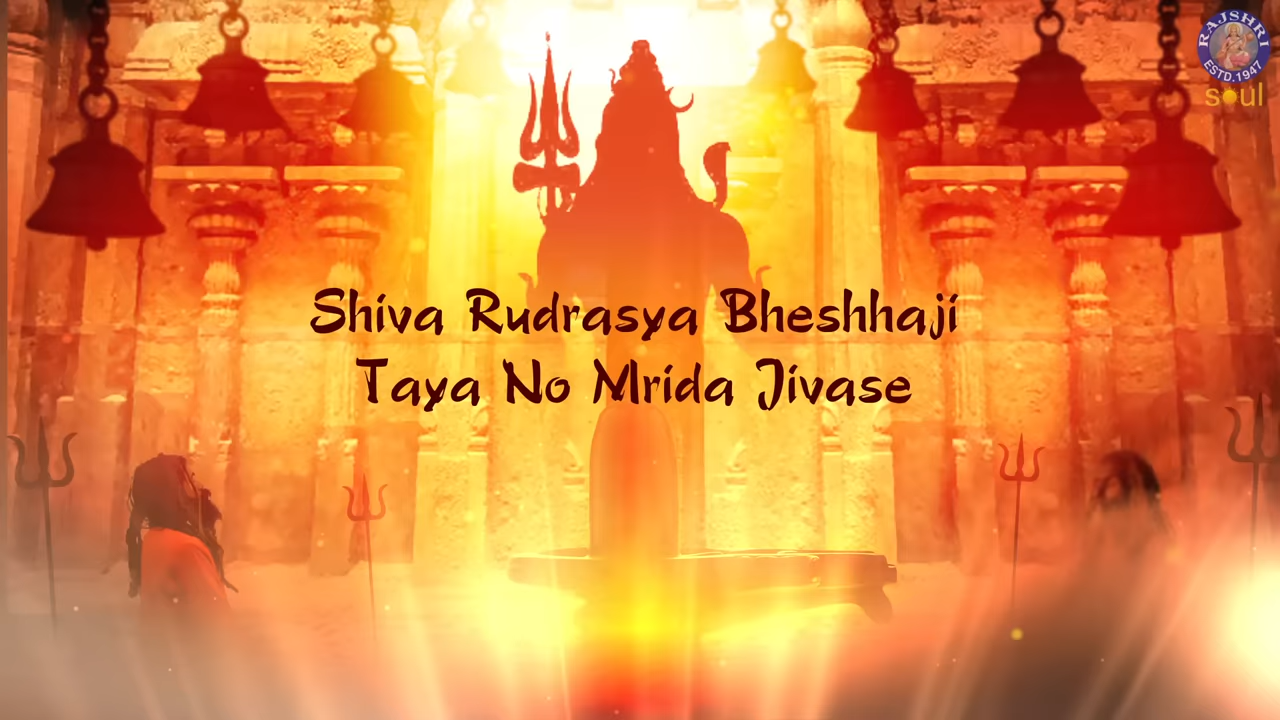 RAJSHRI
ESTD.1947
soul
Shiva Rudrasya Bheshhaji
Taya No Mrida Jivase